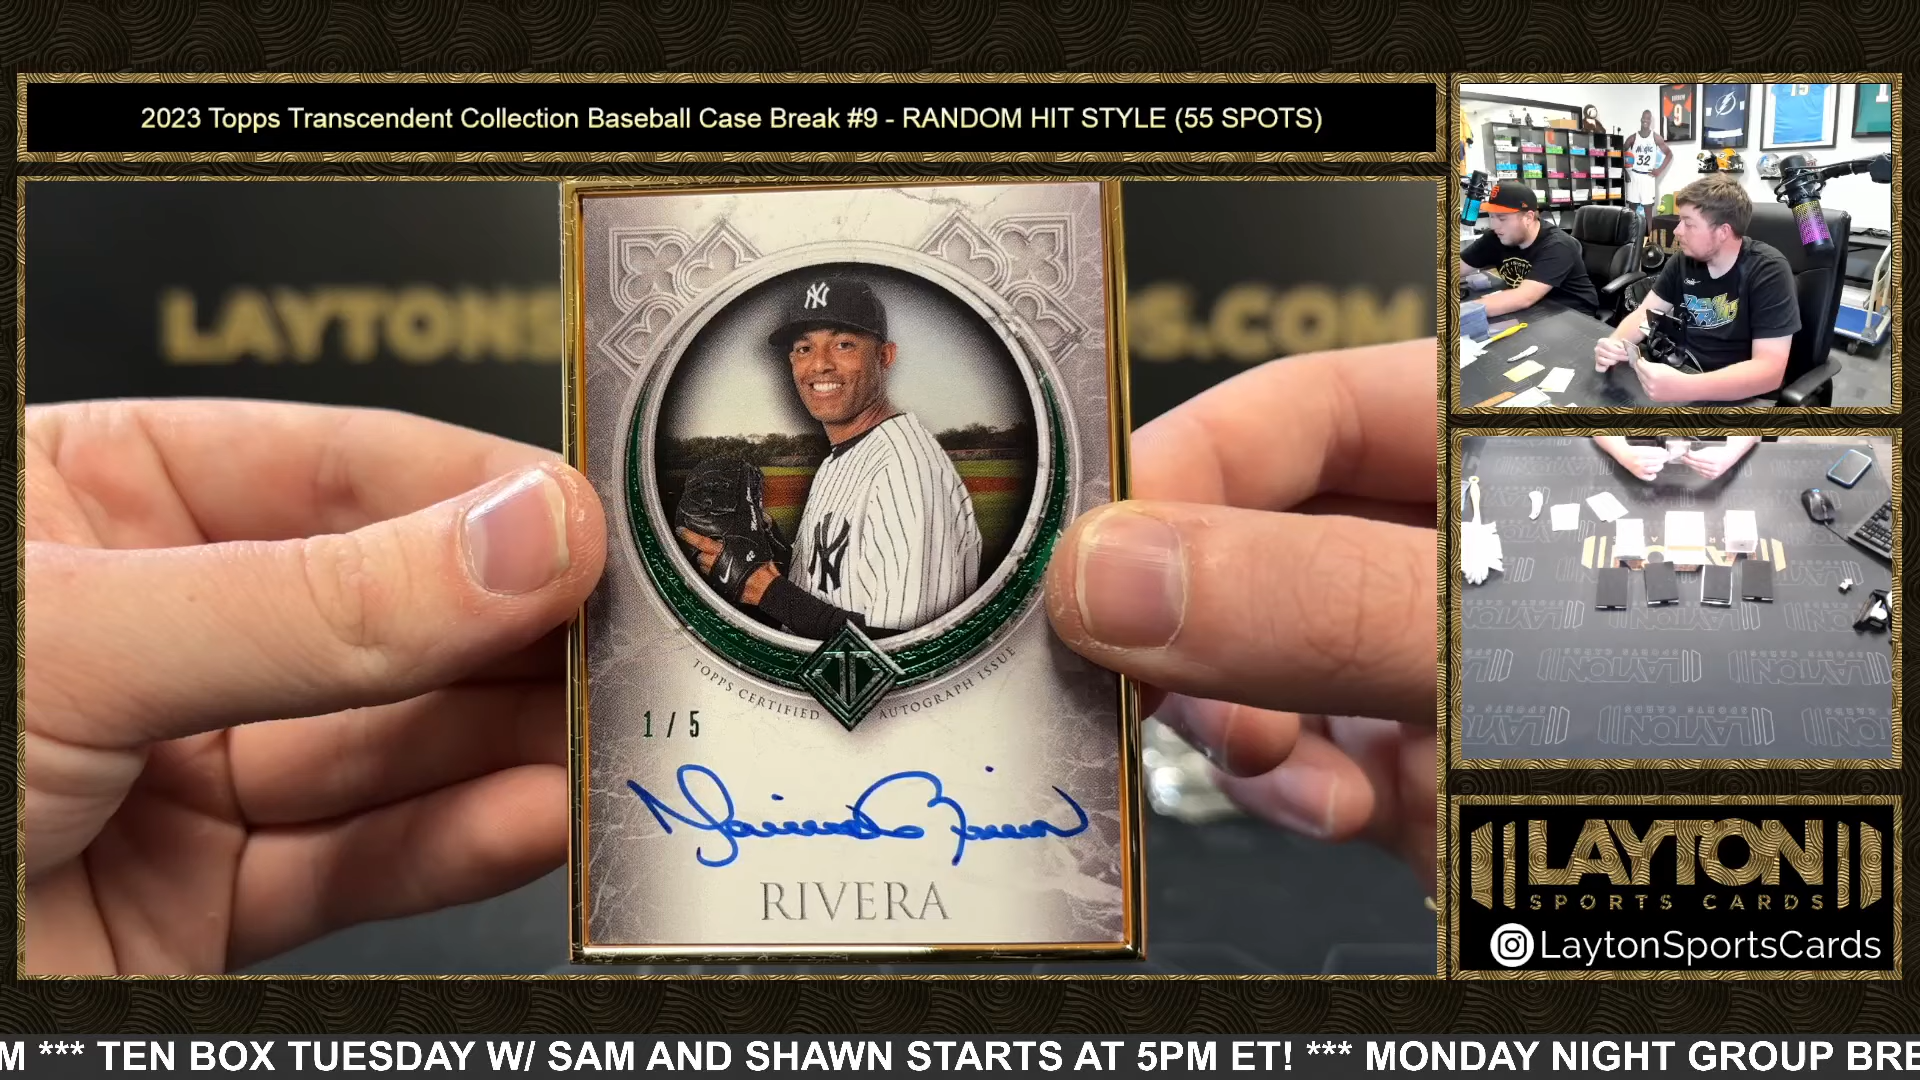 2023 Topps Transcendent Collection Baseball Case Break #9 - RANDOM HIT STYLE (55 SPOTS)
TOPPS CERTIFIED AUTOGRAPH ISSUE
1 / 5
RIVERA
Magic
32
LAYTON
SPORTS CARDS
LaytonSportsCards
M *** TEN BOX TUESDAY W/ SAM AND SHAWN STARTS AT 5PM ET! *** MONDAY NIGHT GROUP BRE